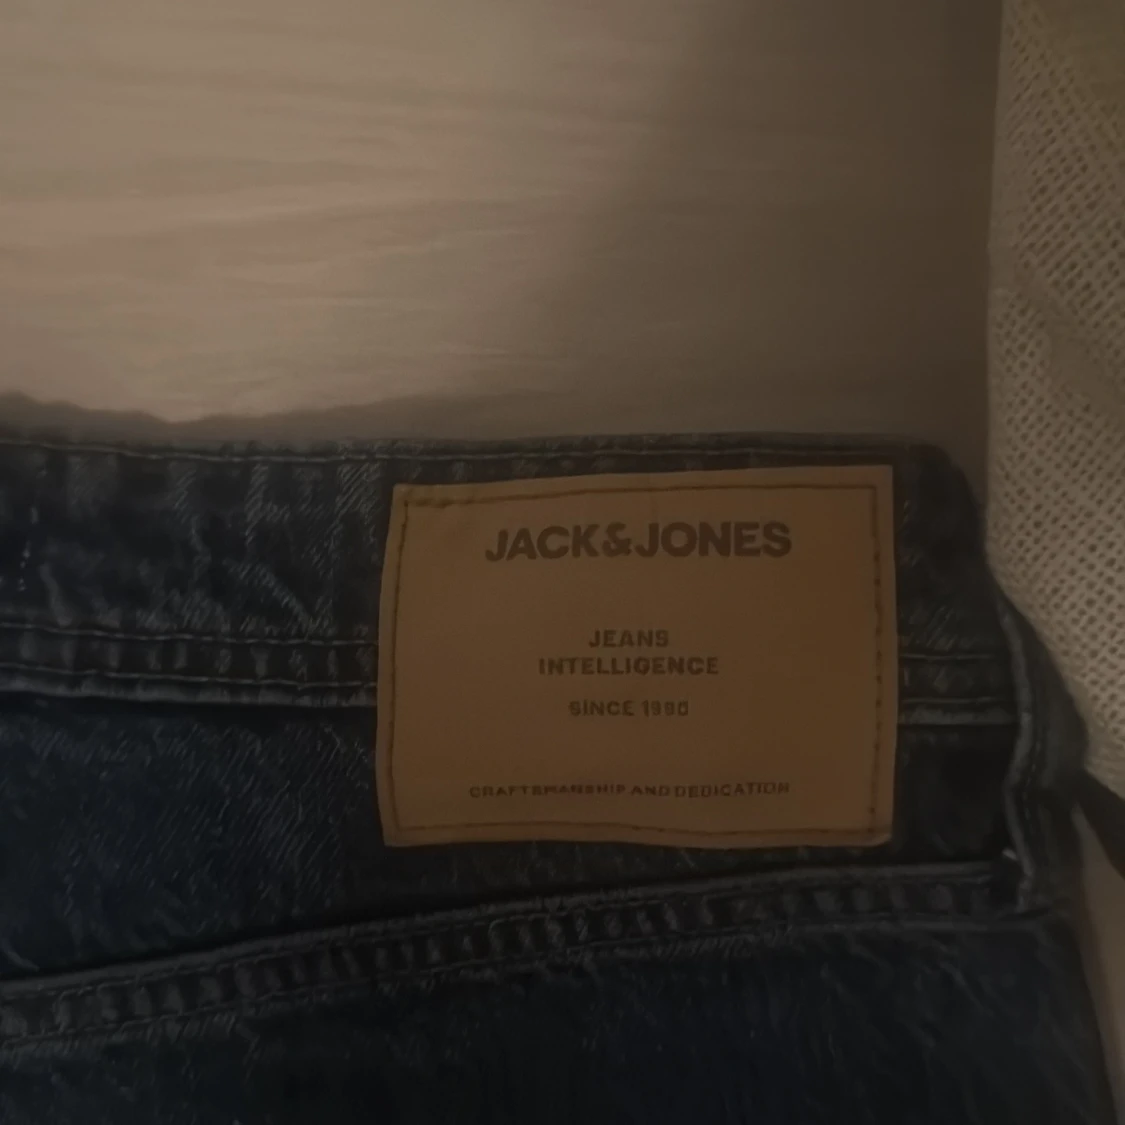 JACK&JONES
JEANS
INTELLIGENCE
SINCE 1990
CRAFTSMANSHIP AND DEDICATION